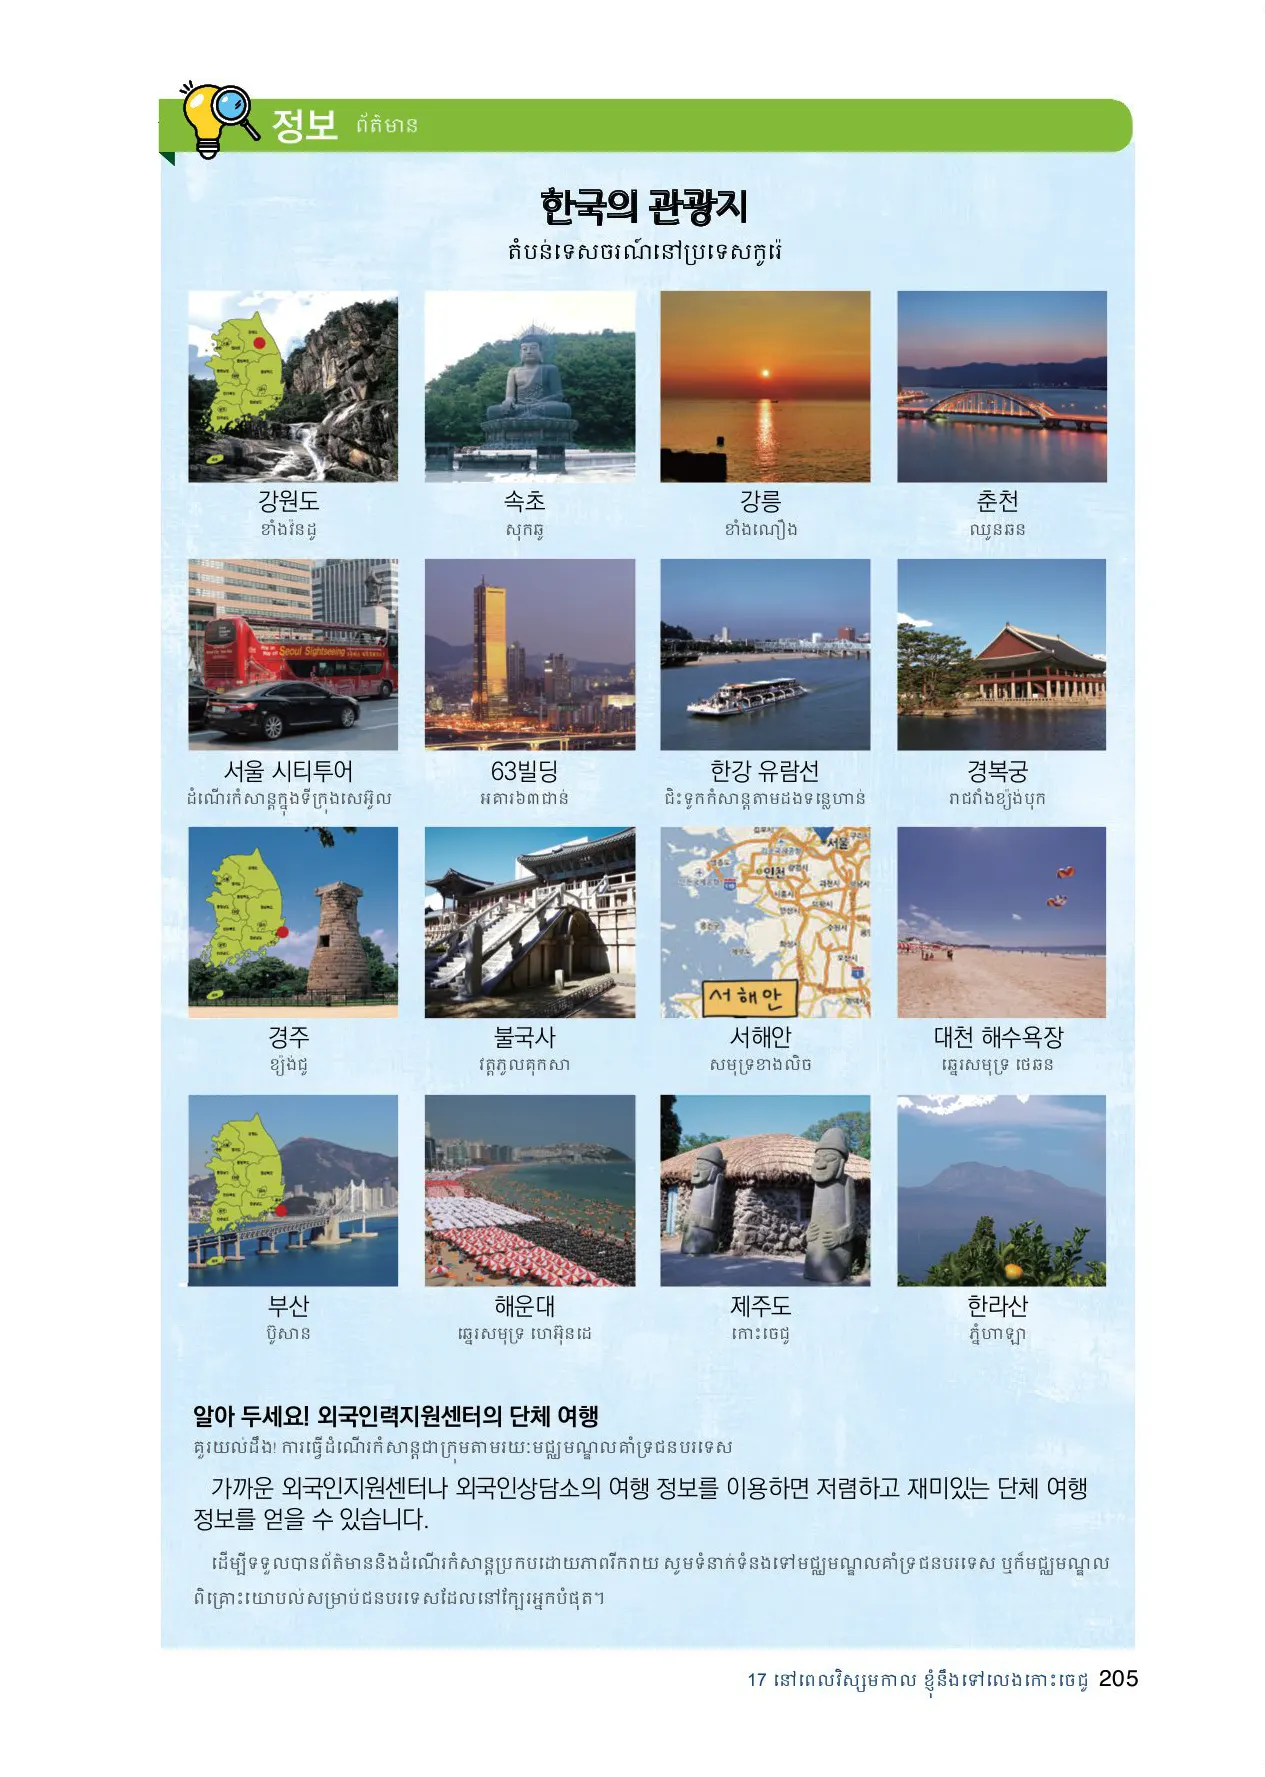 정보 ព័ត៌មាន
한국의 관광지
តំបន់ទេសចរណ៍នៅប្រទេសកូរ៉េ
강원도 속초 강릉 춘천
ខាំងវ៉នដូ សុកឆូ ខាំងណឿង ឈូនឆន
Seoul Sightseeing
서울 시티투어 63빌딩 한강 유람선 경복궁
ដំណើរកំសាន្តក្នុងទីក្រុងសេអ៊ូល អគារ៦៣ជាន់ ជិះទូកកំសាន្តតាមដងទន្លេហាន់ រាជវាំងខ្យ៉ងបុក
서울
인천
서해안
경주 불국사 서해안 대천 해수욕장
ខ្យ៉ងជូ វត្តភូលគុកសា សមុទ្រខាងលិច ឆ្នេរសមុទ្រ ថេឆន
부산 해운대 제주도 한라산
ប៊ូសាន ឆ្នេរសមុទ្រ ហេអ៊ុនដេ កោះចេជូ ភ្នំហាឡា
알아 두세요! 외국인력지원센터의 단체 여행
គួរយល់ដឹង! ការធ្វើដំណើរកំសាន្តជាក្រុមតាមរយៈមជ្ឈមណ្ឌលគាំទ្រជនបរទេស
가까운 외국인지원센터나 외국인상담소의 여행 정보를 이용하면 저렴하고 재미있는 단체 여행
정보를 얻을 수 있습니다.
ដើម្បីទទួលបានព័ត៌មាននិងដំណើរកំសាន្តប្រកបដោយភាពរីករាយ សូមទំនាក់ទំនងទៅមជ្ឈមណ្ឌលគាំទ្រជនបរទេស ឬក៏មជ្ឈមណ្ឌល
ពិគ្រោះយោបល់សម្រាប់ជនបរទេសដែលនៅក្បែរអ្នកបំផុត។
17 នៅពេលវិស្សមកាល ខ្ញុំនឹងទៅលេងកោះចេជូ 205